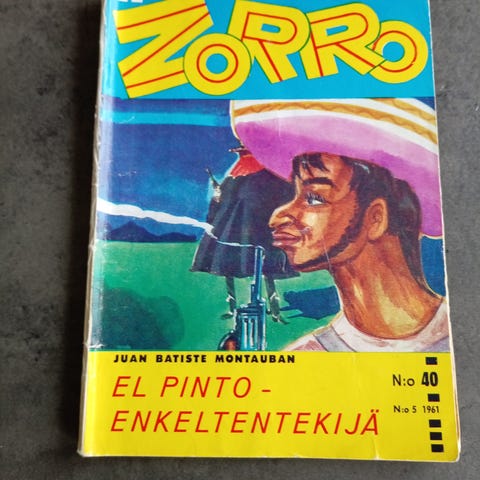 ZORRO
JUAN BATISTE MONTAUBAN
EL PINTO -
ENKELTENTEKIJÄ
N:o 40
N:o 5 1961